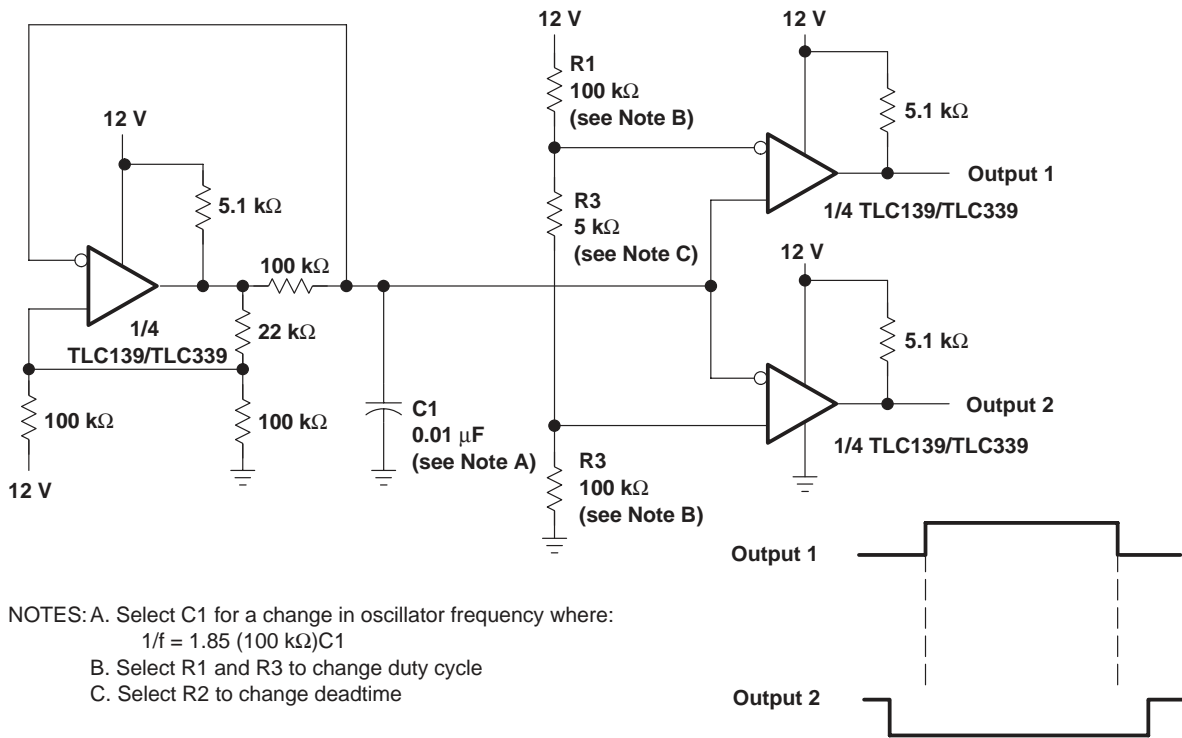 12 V
5.1 kΩ
100 kΩ
22 kΩ
1/4
TLC139/TLC339
100 kΩ
100 kΩ
12 V
C1
0.01 µF
(see Note A)
12 V
R1
100 kΩ
(see Note B)
R3
5 kΩ
(see Note C)
R3
100 kΩ
(see Note B)
12 V
5.1 kΩ
Output 1
1/4 TLC139/TLC339
12 V
5.1 kΩ
Output 2
1/4 TLC139/TLC339
Output 1
Output 2
NOTES: A. Select C1 for a change in oscillator frequency where:
1/f = 1.85 (100 kΩ)C1
B. Select R1 and R3 to change duty cycle
C. Select R2 to change deadtime